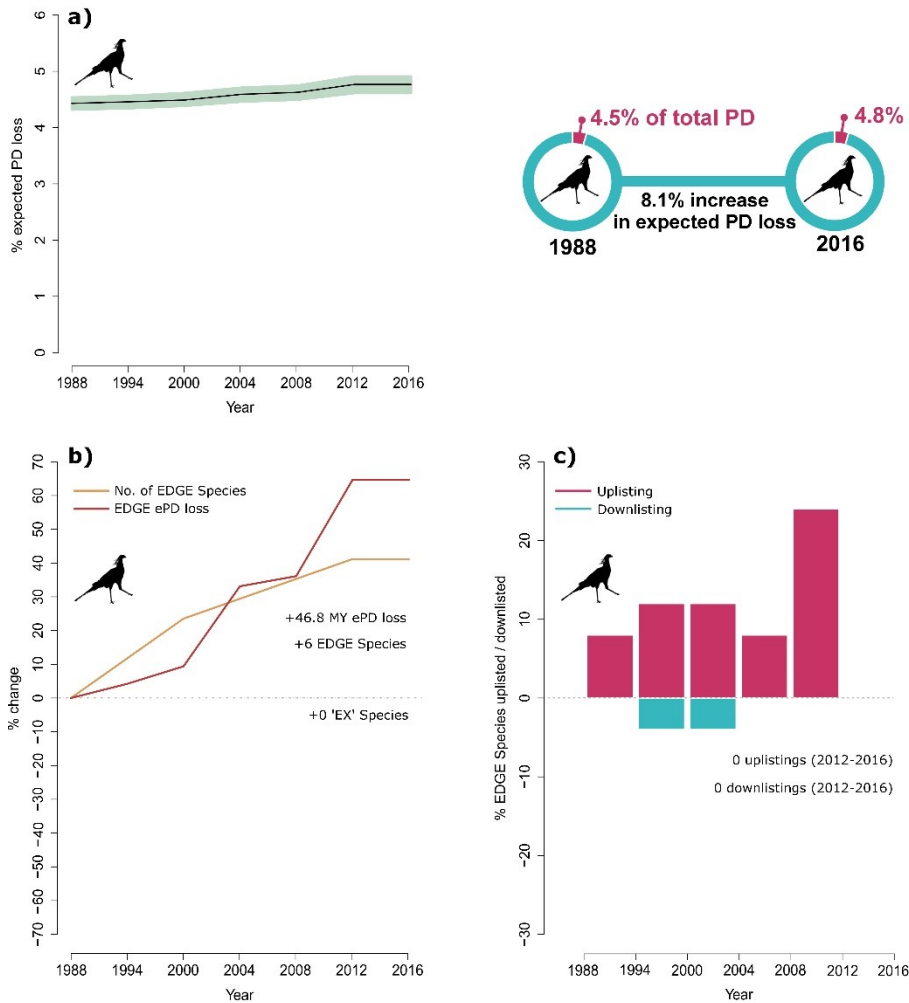 a)
6
5
4
3
2
1
0
% expected PD loss
1988 1994 2000 2004 2008 2012 2016
Year
4.5% of total PD
4.8%
8.1% increase
in expected PD loss
1988
2016
b)
70
60
50
40
30
20
10
0
−10
−20
−30
−40
−50
−60
−70
% change
No. of EDGE Species
EDGE ePD loss
+46.8 MY ePD loss
+6 EDGE Species
+0 'EX' Species
1988 1994 2000 2004 2008 2012 2016
Year
c)
30
20
10
0
−10
−20
−30
% EDGE Species uplisted / downlisted
Uplisting
Downlisting
0 uplistings (2012-2016)
0 downlistings (2012-2016)
1988 1994 2000 2004 2008 2012 2016
Year